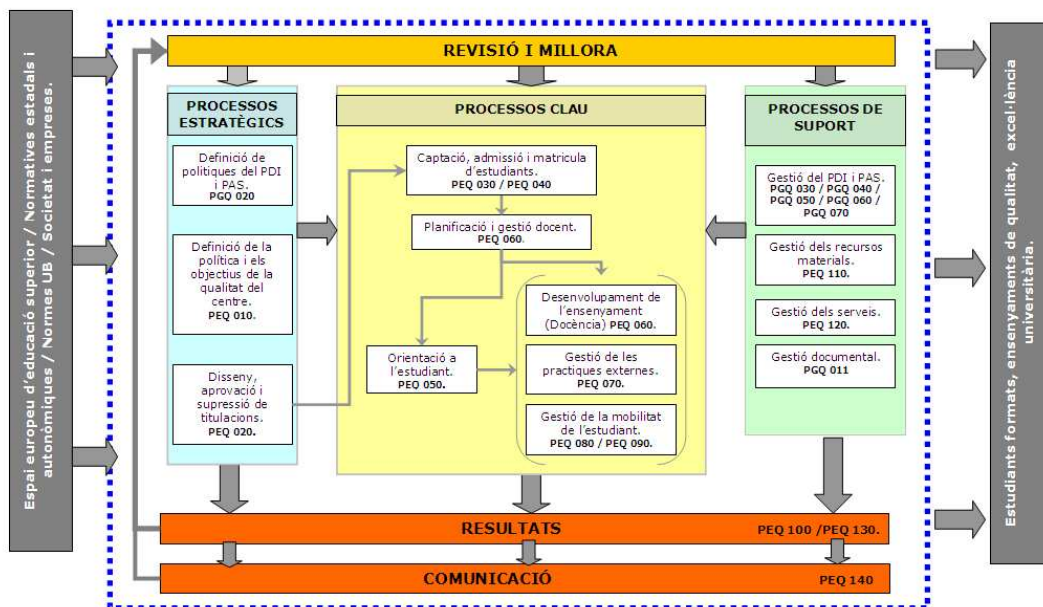 Espai europeu d'educació superior / Normatives estadals i
autonòmiques / Normes UB / Societat i empreses.
REVISIÓ I MILLORA
PROCESSOS
ESTRATÈGICS
Definició de
politiques del PDI
i PAS.
PGQ 020
Definició de la
política i els
objectius de la
qualitat del
centre.
PEQ 010.
Disseny,
aprovació i
supressió de
titulacions.
PEQ 020.
PROCESSOS CLAU
Captació, admissió i matricula
d'estudiants.
PEQ 030 / PEQ 040
Planificació i gestió docent.
PEQ 060.
Desenvolupament de
l'ensenyament
(Docència) PEQ 060.
Orientació a
l'estudiant.
PEQ 050.
Gestió de les
practiques externes.
PEQ 070.
Gestió de la mobilitat
de l'estudiant.
PEQ 080 / PEQ 090.
PROCESSOS DE
SUPORT
Gestió del PDI i PAS.
PGQ 030 / PGQ 040 /
PGQ 050 / PGQ 060 /
PGQ 070
Gestió dels recursos
materials.
PEQ 110.
Gestió dels serveis.
PEQ 120.
Gestió documental.
PGQ 011
RESULTATS PEQ 100 /PEQ 130.
COMUNICACIÓ PEQ 140
Estudiants formats, ensenyaments de qualitat, excel·lència
universitària.